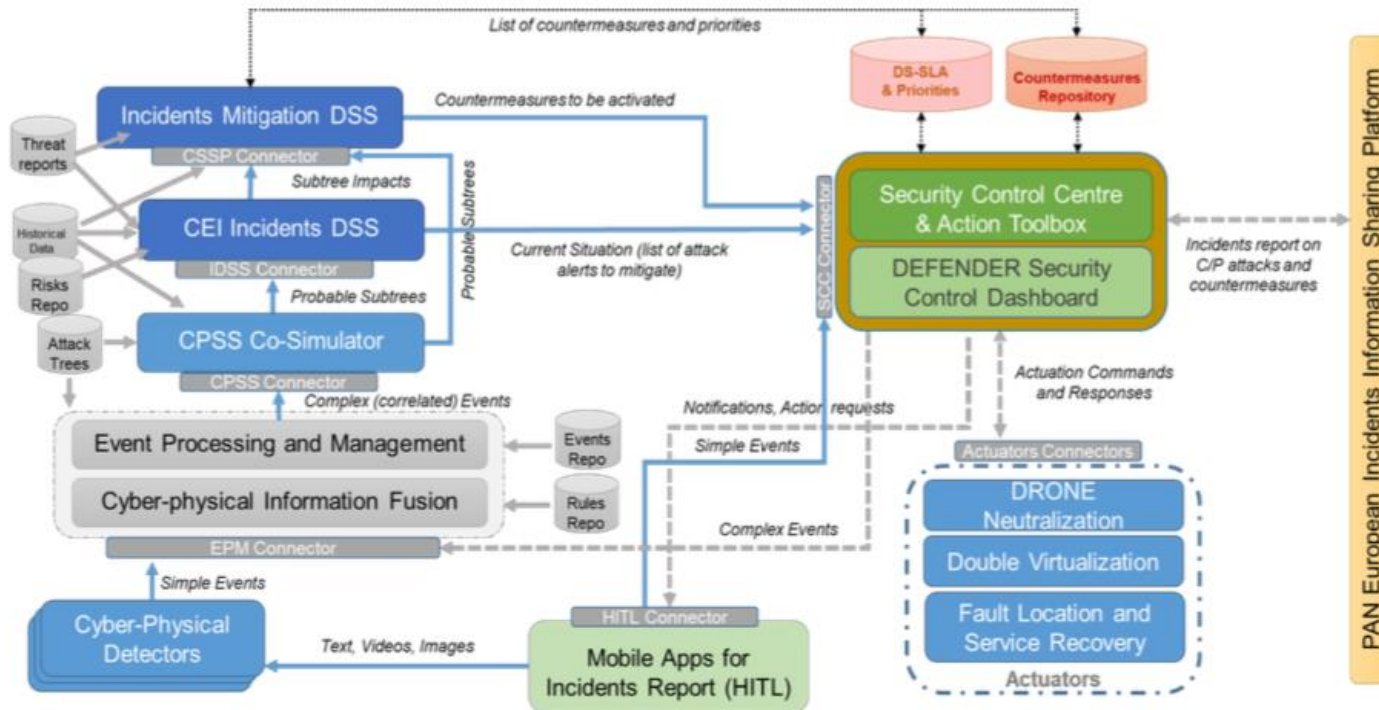 List of countermeasures and priorities
DS-SLA
& Priorities
Countermeasures
Repository
Incidents Mitigation DSS
Countermeasures to be activated
Threat
reports
CSSP Connector
Subtree Impacts
Probable Subtrees
Historical
Data
CEI Incidents DSS
Current Situation (list of attack
alerts to mitigate)
IDSS Connector
Risks
Repo
Probable Subtrees
Attack
Trees
CPSS Co-Simulator
CPSS Connector
Complex (correlated) Events
SCC Connector
Security Control Centre
& Action Toolbox
DEFENDER Security
Control Dashboard
Incidents report on
C/P attacks and
countermeasures
PAN European Incidents Information Sharing Platform
Event Processing and Management
Cyber-physical Information Fusion
Events
Repo
Rules
Repo
EPM Connector
Notifications, Action requests
Simple Events
Complex Events
Actuation Commands
and Responses
Actuators Connectors
DRONE
Neutralization
Double Virtualization
Fault Location and
Service Recovery
Actuators
Simple Events
Cyber-Physical
Detectors
Text, Videos, Images
HITL Connector
Mobile Apps for
Incidents Report (HITL)